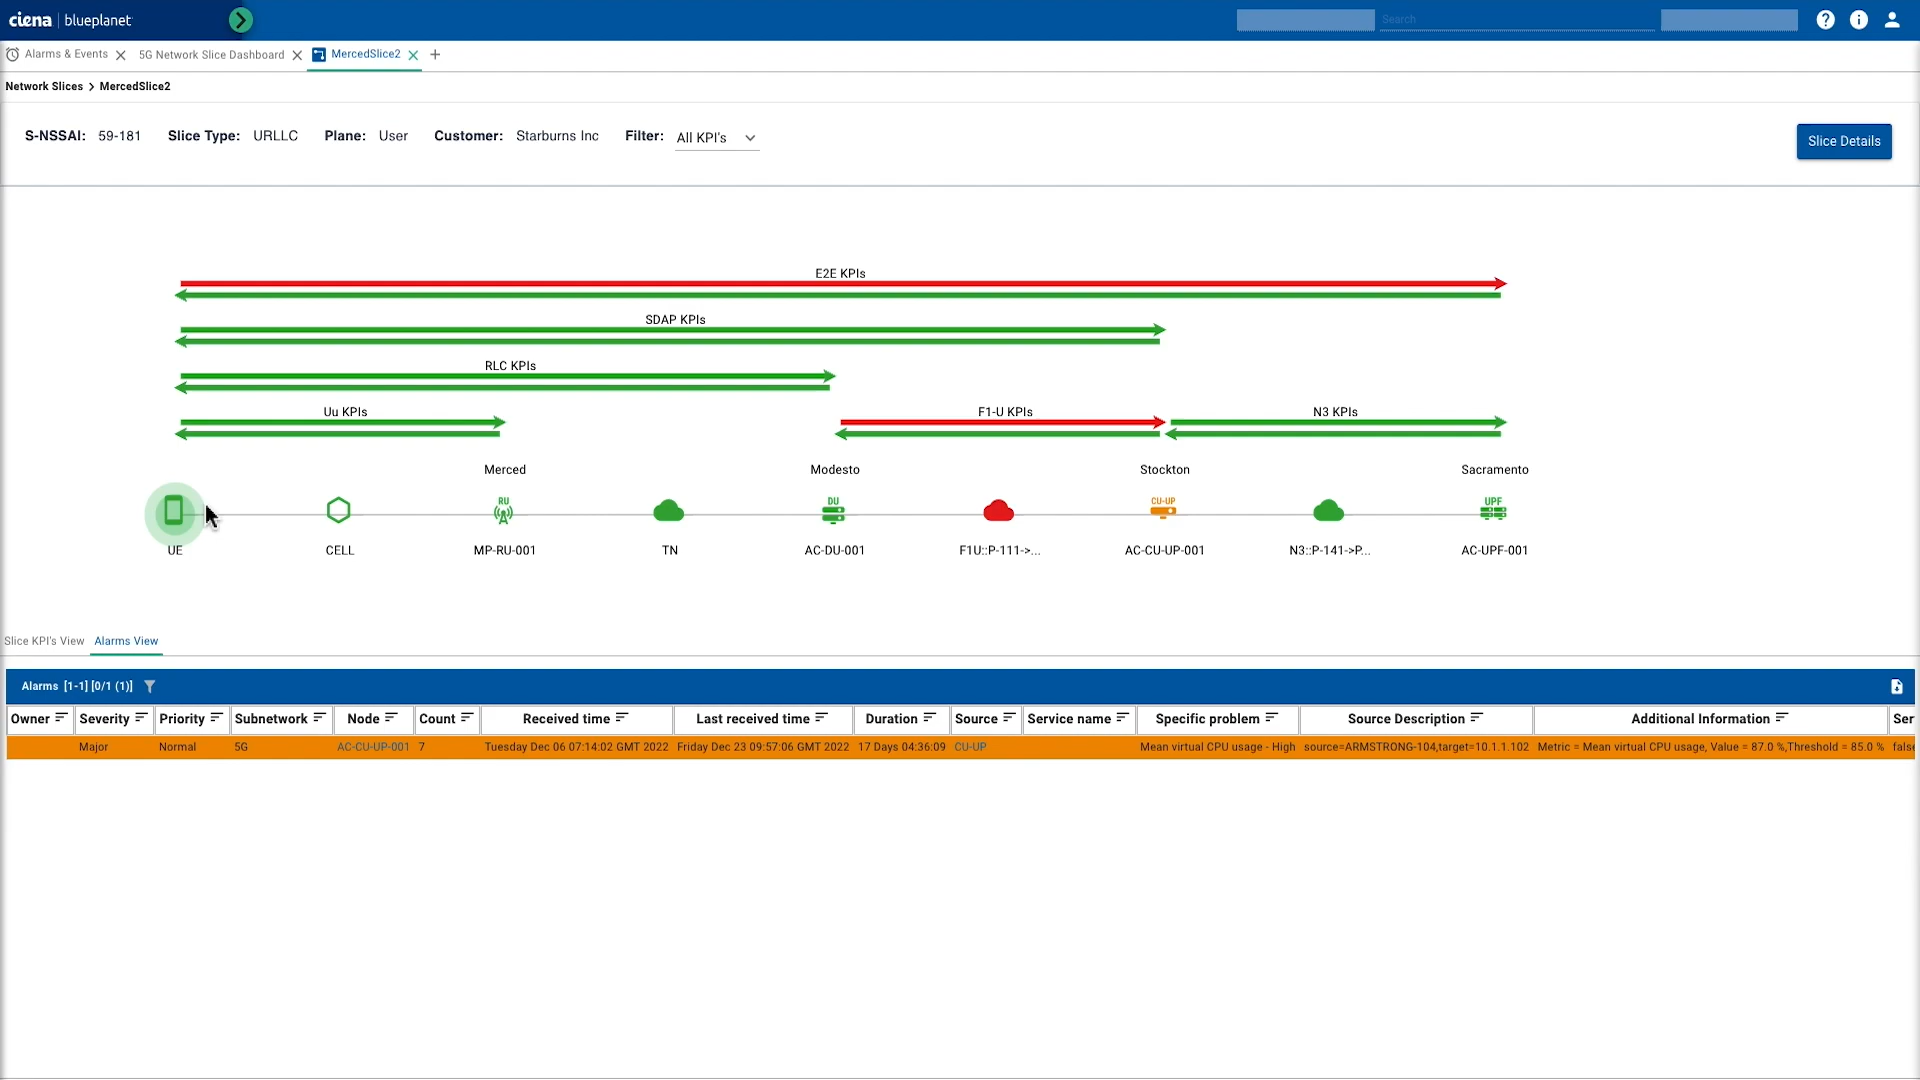 ciena | blueplanet
Search
Alarms & Events
5G Network Slice Dashboard
MercedSlice2
Network Slices > MercedSlice2
S-NSSAI: 59-181 Slice Type: URLLC Plane: User Customer: Starburns Inc Filter: All KPI's
Slice Details
E2E KPIs
SDAP KPIs
RLC KPIs
Uu KPIs F1-U KPIs N3 KPIs
Merced Modesto Stockton Sacramento
RU DU CU-UP UPF
UE CELL MP-RU-001 TN AC-DU-001 F1U::P-111->... AC-CU-UP-001 N3::P-141->P... AC-UPF-001
Slice KPI's View Alarms View
Alarms [1-1] [0/1 (1)]
Owner Severity Priority Subnetwork Node Count Received time Last received time Duration Source Service name Specific problem Source Description Additional Information Ser
Major Normal 5G AC-CU-UP-001 7 Tuesday Dec 06 07:14:02 GMT 2022 Friday Dec 23 09:57:06 GMT 2022 17 Days 04:36:09 CU-UP Mean virtual CPU usage - High source=ARMSTRONG-104,target=10.1.1.102 Metric = Mean virtual CPU usage, Value = 87.0 %,Threshold = 85.0 % false